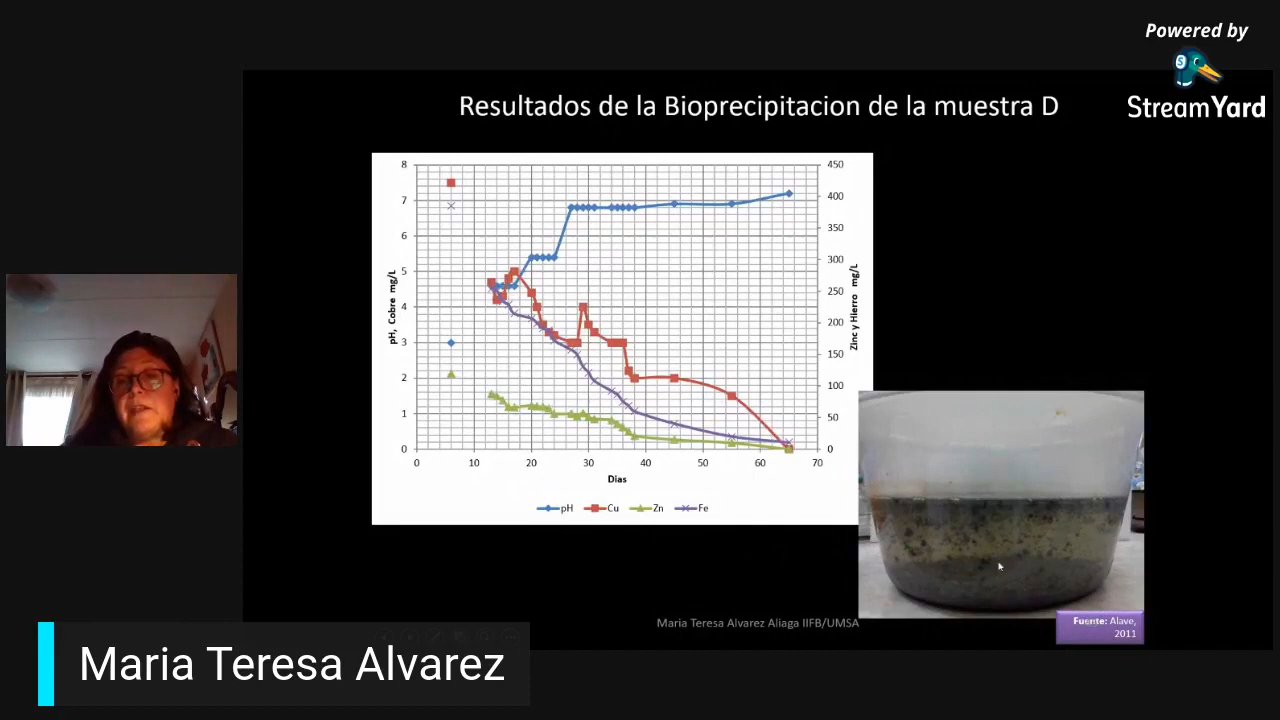 Powered by
StreamYard
Resultados de la Bioprecipitacion de la muestra D
8
7
6
5
4
3
2
1
0
pH, Cobre mg/L
450
400
350
300
250
200
150
100
50
0
Zinc y Hierro mg/L
0 10 20 30 40 50 60 70
Dias
pH Cu Zn Fe
Maria Teresa Alvarez Aliaga IIFB/UMSA
Fuente: Alave,
2011
Maria Teresa Alvarez